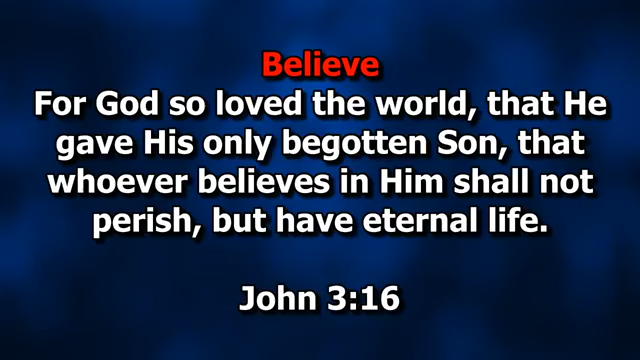 Believe
For God so loved the world, that He
gave His only begotten Son, that
whoever believes in Him shall not
perish, but have eternal life.
John 3:16